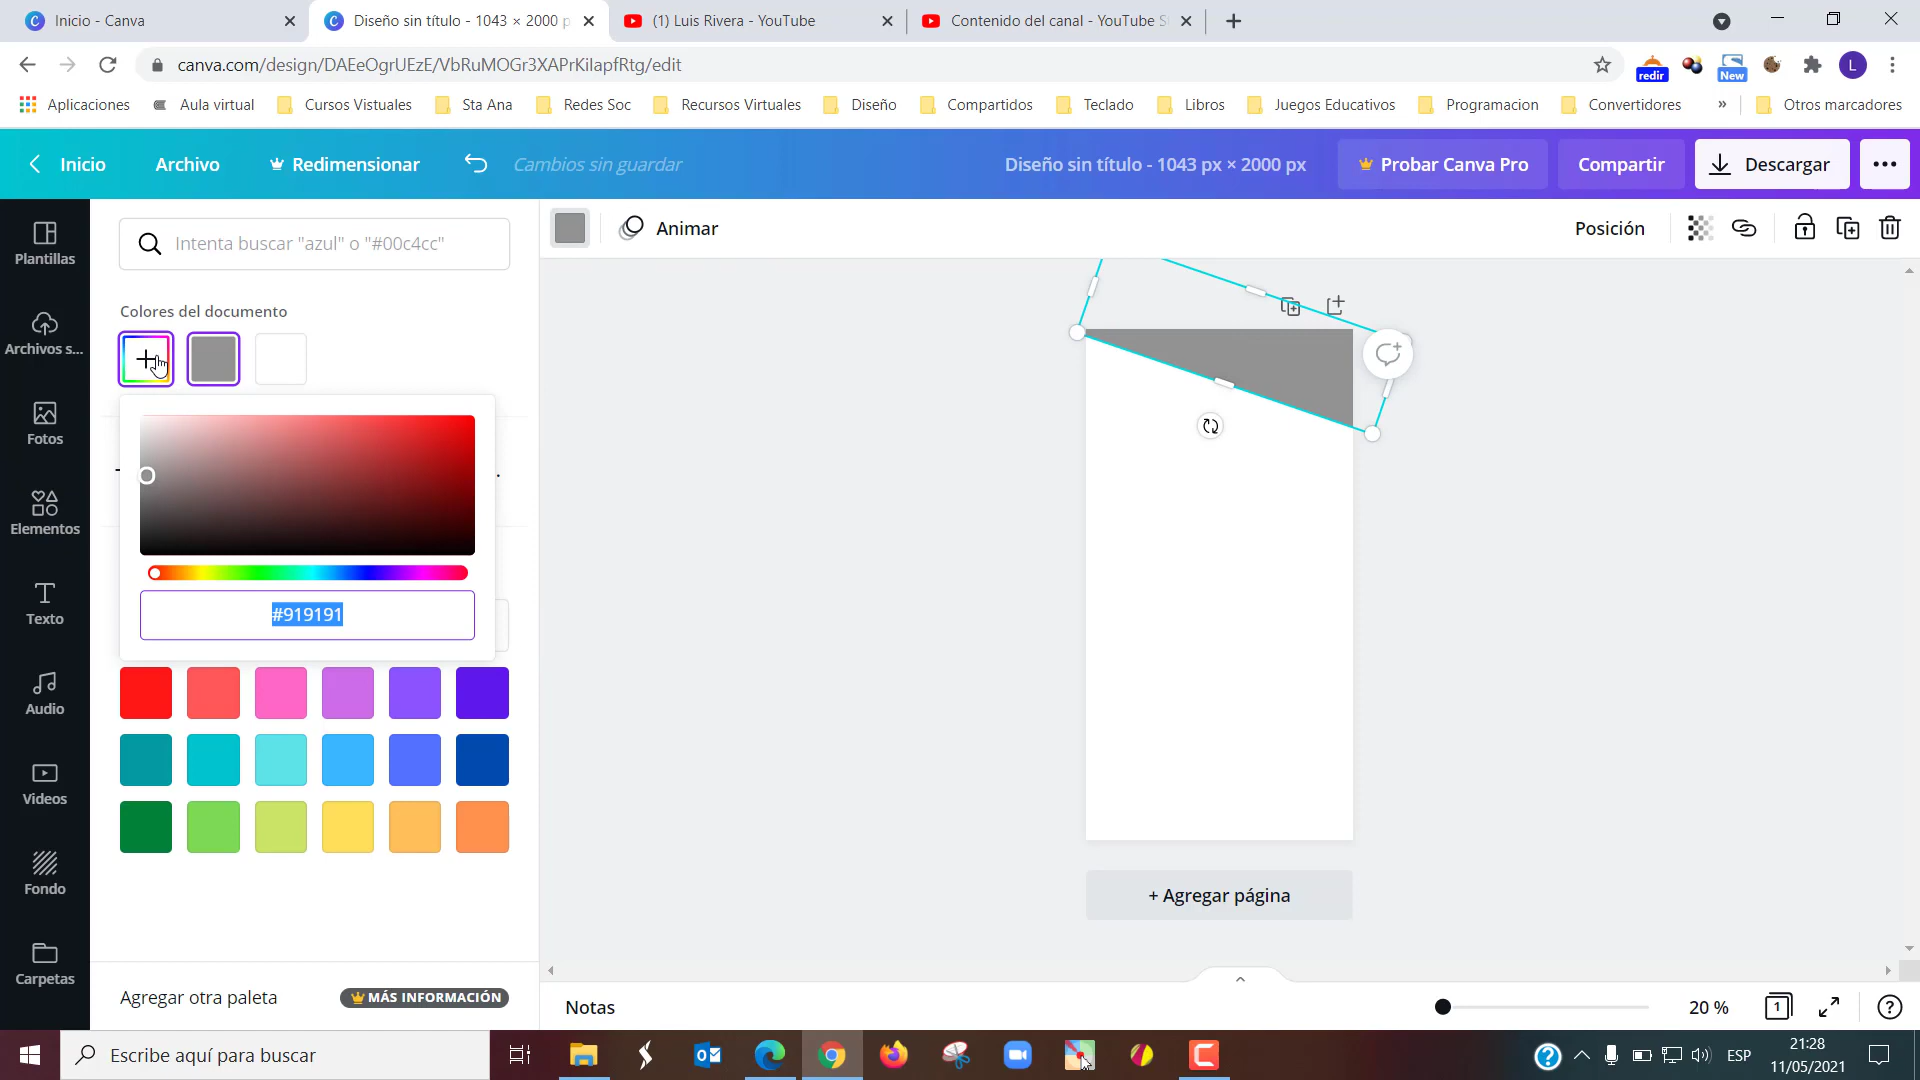 Inicio - Canva
Diseño sin título - 1043 × 2000 p
(1) Luis Rivera - YouTube
Contenido del canal - YouTube S
canva.com/design/DAEeOgrUEzE/VbRuMOGr3XAPrKiIapfRtg/edit
redir
New
L
Aplicaciones
Aula virtual
Cursos Vistuales
Sta Ana
Redes Soc
Recursos Virtuales
Diseño
Compartidos
Teclado
Libros
Juegos Educativos
Programacion
Convertidores
»
Otros marcadores
Inicio
Archivo
Redimensionar
Cambios sin guardar
Diseño sin título - 1043 px × 2000 px
Probar Canva Pro
Compartir
Descargar
Plantillas
Archivos s...
Fotos
Elementos
Texto
Audio
Videos
Fondo
Carpetas
Intenta buscar "azul" o "#00c4cc"
Colores del documento
#919191
Agregar otra paleta
MÁS INFORMACIÓN
Animar
Posición
+ Agregar página
Notas
20 %
1
Escribe aquí para buscar
ESP
21:28
11/05/2021